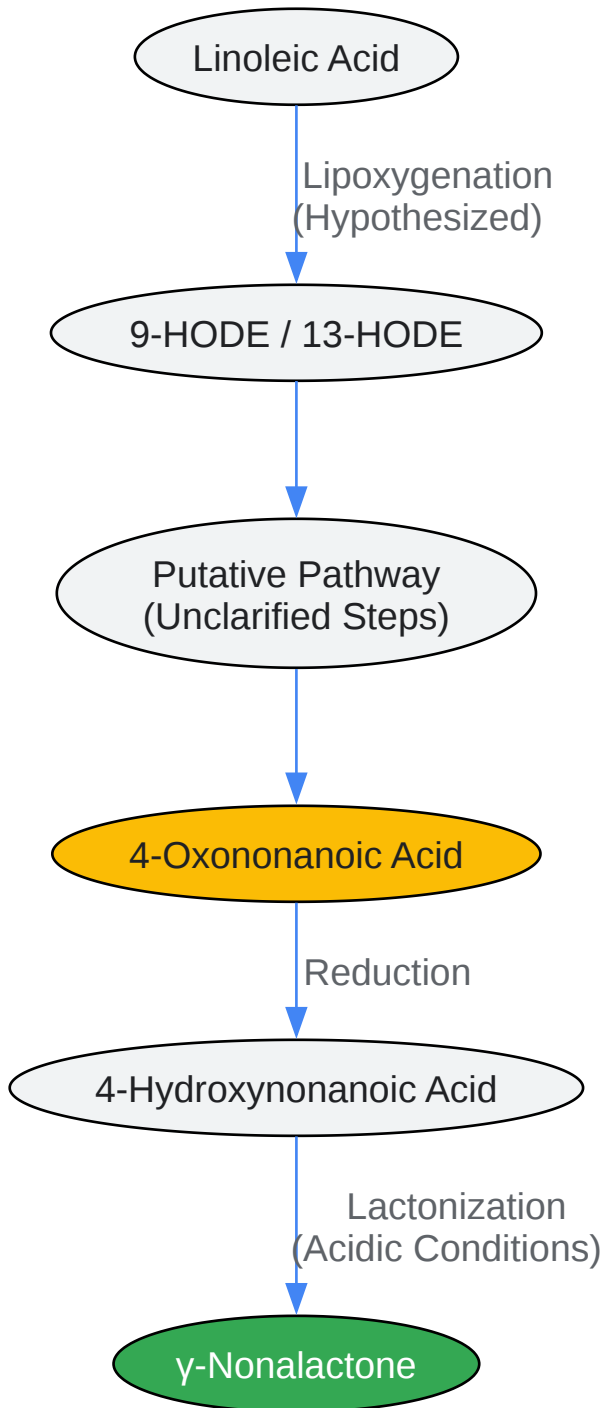 Linoleic Acid
Lipoxygenation
(Hypothesized)
9-HODE / 13-HODE
Putative Pathway
(Unclarified Steps)
4-Oxononanoic Acid
Reduction
4-Hydroxynonanoic Acid
Lactonization
(Acidic Conditions)
γ-Nonalactone